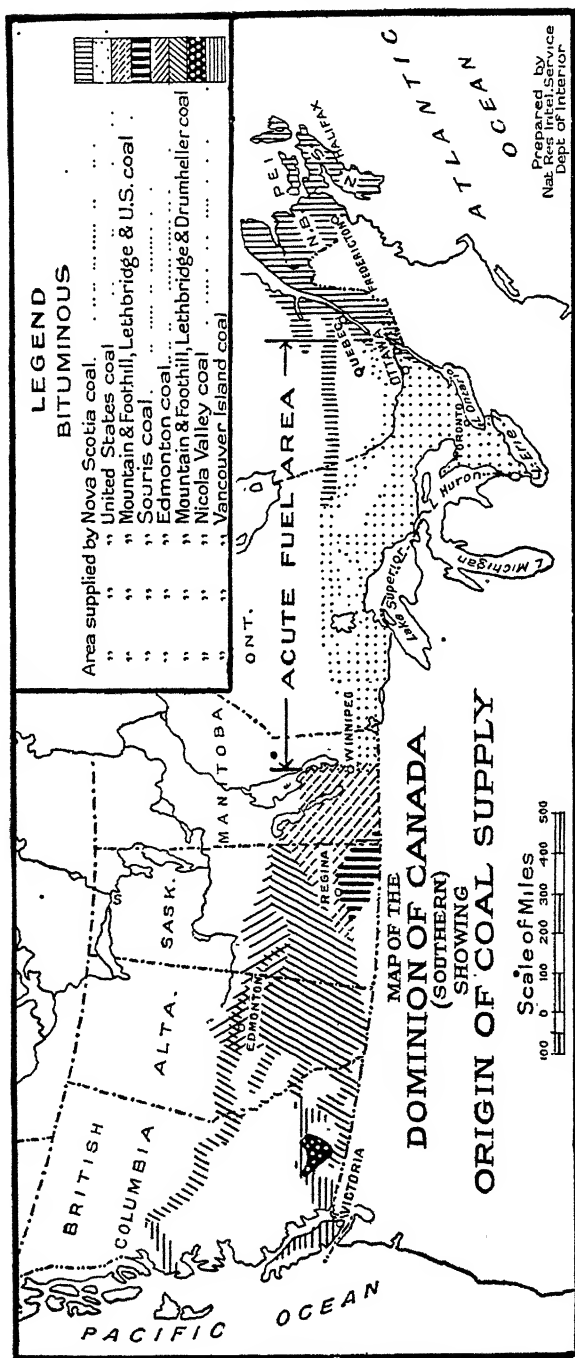 LEGEND
BITUMINOUS
Area supplied by Nova Scotia coal
„ „ United States coal
„ „ Mountain & Foothill, Lethbridge & U.S. coal
„ „ Souris coal
„ „ Edmonton coal
„ „ Mountain & Foothill, Lethbridge & Drumheller coal
„ „ Nicola Valley coal
„ „ Vancouver Island coal
BRITISH
COLUMBIA
ALTA.
SASK.
MANITOBA
ONT.
ACUTE FUEL AREA
QUEBEC
N.B.
P.E.I.
N.
S.
HALIFAX
FREDERICTON
OTTAWA
TORONTO
L. Ontario
L. Erie
Huron
L. Michigan
Lake Superior
WINNIPEG
REGINA
EDMONTON
VICTORIA
PACIFIC OCEAN
ATLANTIC
OCEAN
MAP OF THE
DOMINION OF CANADA
(SOUTHERN)
SHOWING
ORIGIN OF COAL SUPPLY
Scale of Miles
100 0 100 200 300 400 500
Prepared by
Nat Res Intel. Service
Dept of Interior